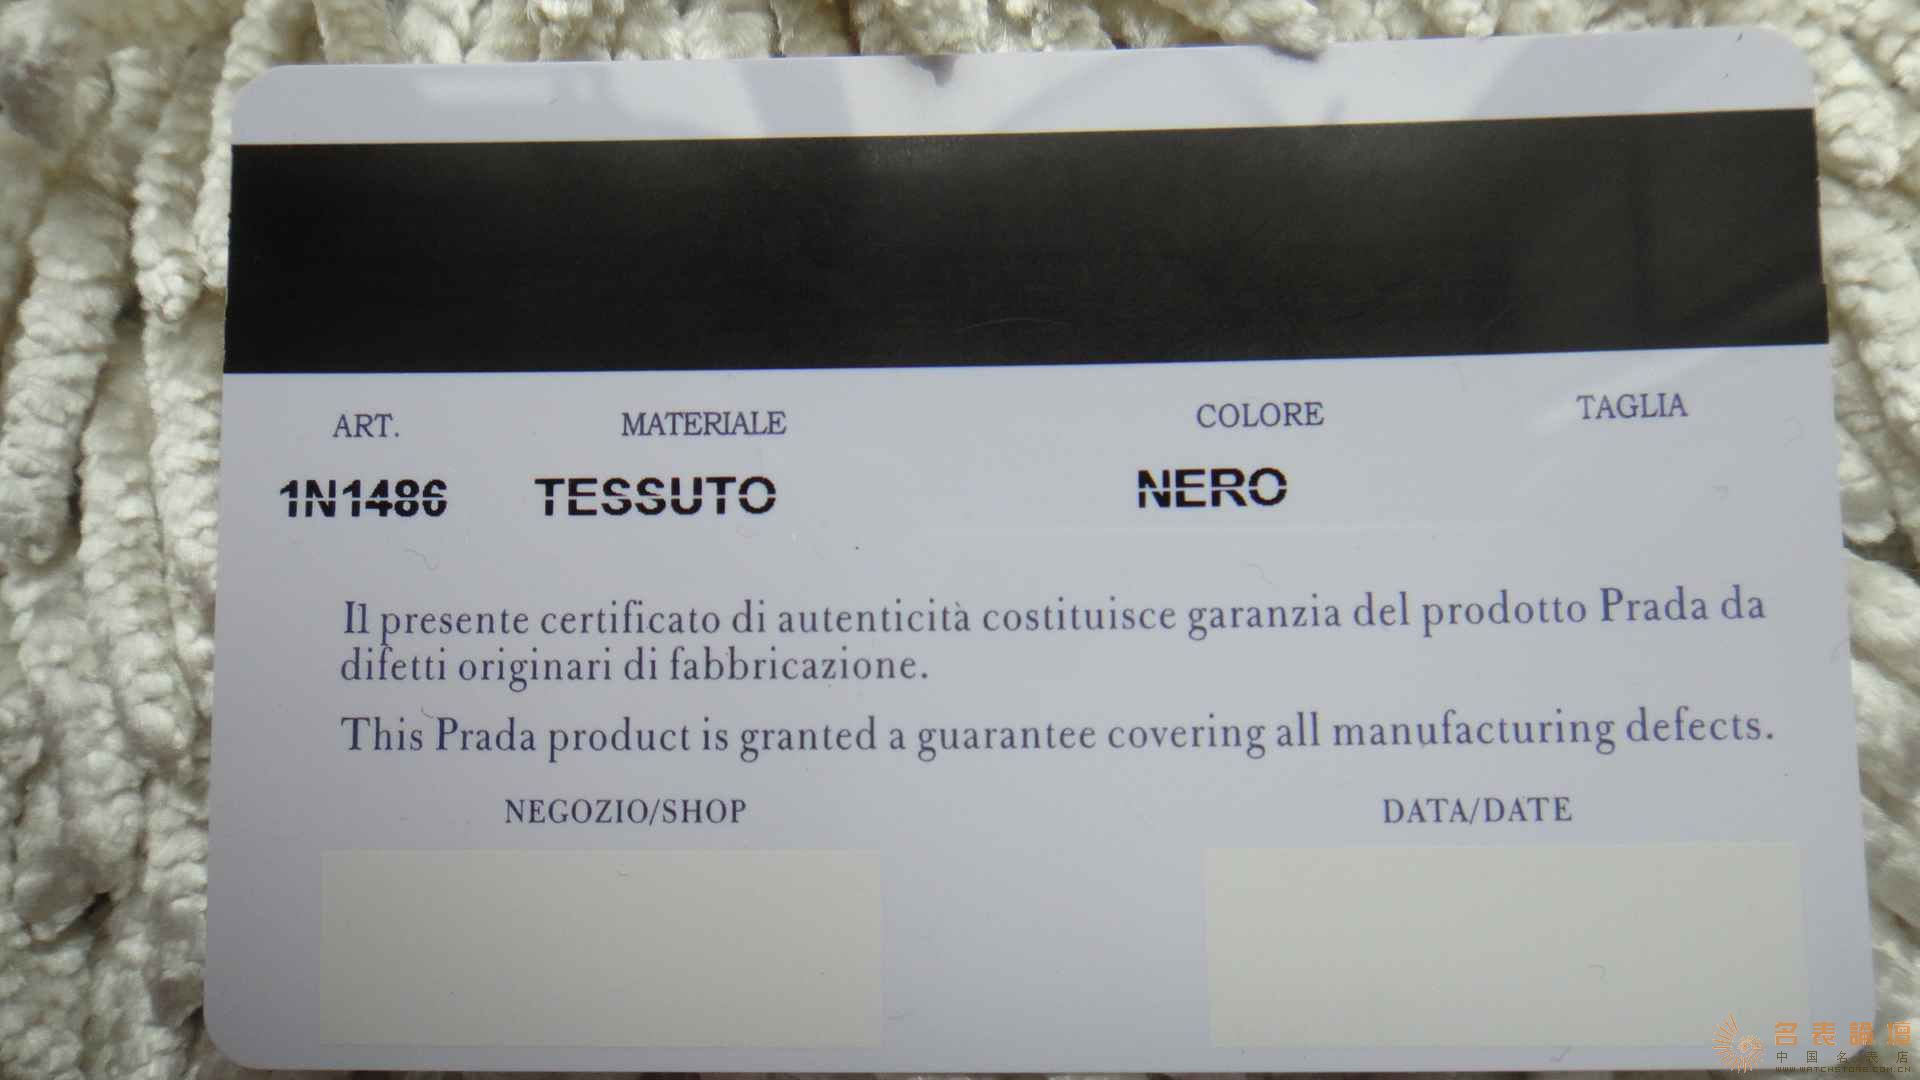 ART. MATERIALE COLORE TAGLIA
1N1486 TESSUTO NERO
Il presente certificato di autenticità costituisce garanzia del prodotto Prada da
difetti originari di fabbricazione.
This Prada product is granted a guarantee covering all manufacturing defects.
NEGOZIO/SHOP DATA/DATE
名表論壇
中国名表店
www.WATCHSTORE.COM.CN